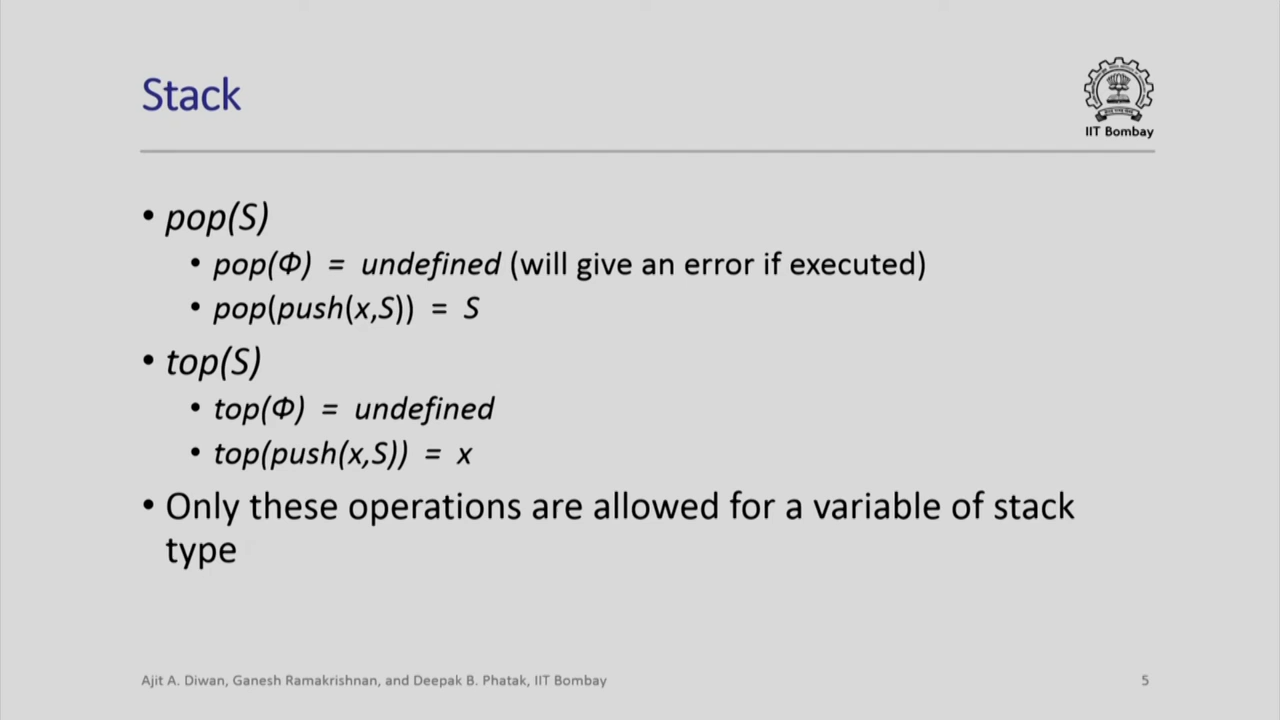 Stack
IIT Bombay
• pop(S)
• pop(Φ) = undefined (will give an error if executed)
• pop(push(x,S)) = S
• top(S)
• top(Φ) = undefined
• top(push(x,S)) = x
• Only these operations are allowed for a variable of stack
type
Ajit A. Diwan, Ganesh Ramakrishnan, and Deepak B. Phatak, IIT Bombay
5